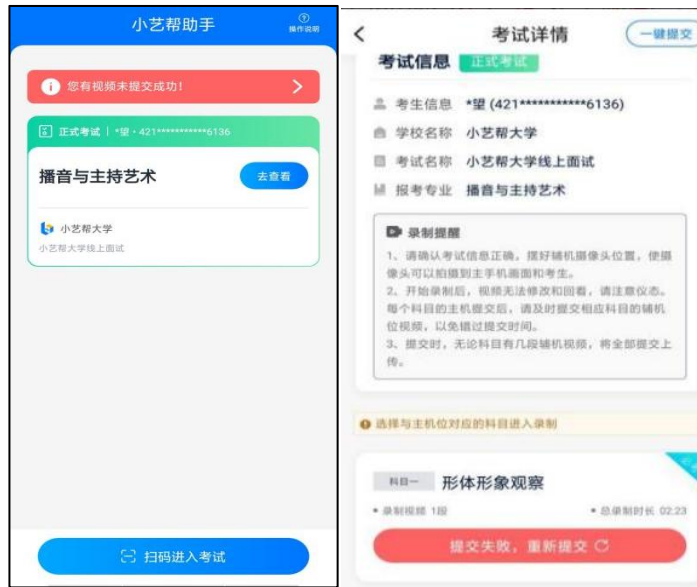 小艺帮助手
操作说明
您有视频未提交成功!
正式考试 | *望·421************6136
播音与主持艺术
去查看
小艺帮大学
小艺帮大学线上面试
扫码进入考试
考试详情
一键提交
考试信息 正式考试
考生信息 *望 (421************6136)
学校名称 小艺帮大学
考试名称 小艺帮大学线上面试
报考专业 播音与主持艺术
录制提醒
1、请确认考试信息正确,摆好辅机摄像头位置,使摄
像头可以拍摄到主手机画面和考生。
2、开始录制后,视频无法修改和回看,请注意仪态。
每个科目的主机提交后,请及时提交相应科目的辅机
位视频,以免错过提交时间。
3、提交时,无论科目有几段辅机视频,将全部提交上
传。
选择与主机位对应的科目进入录制
科目一 形体形象观察
• 录制视频 1段
• 总录制时长 02:23
提交失败,重新提交